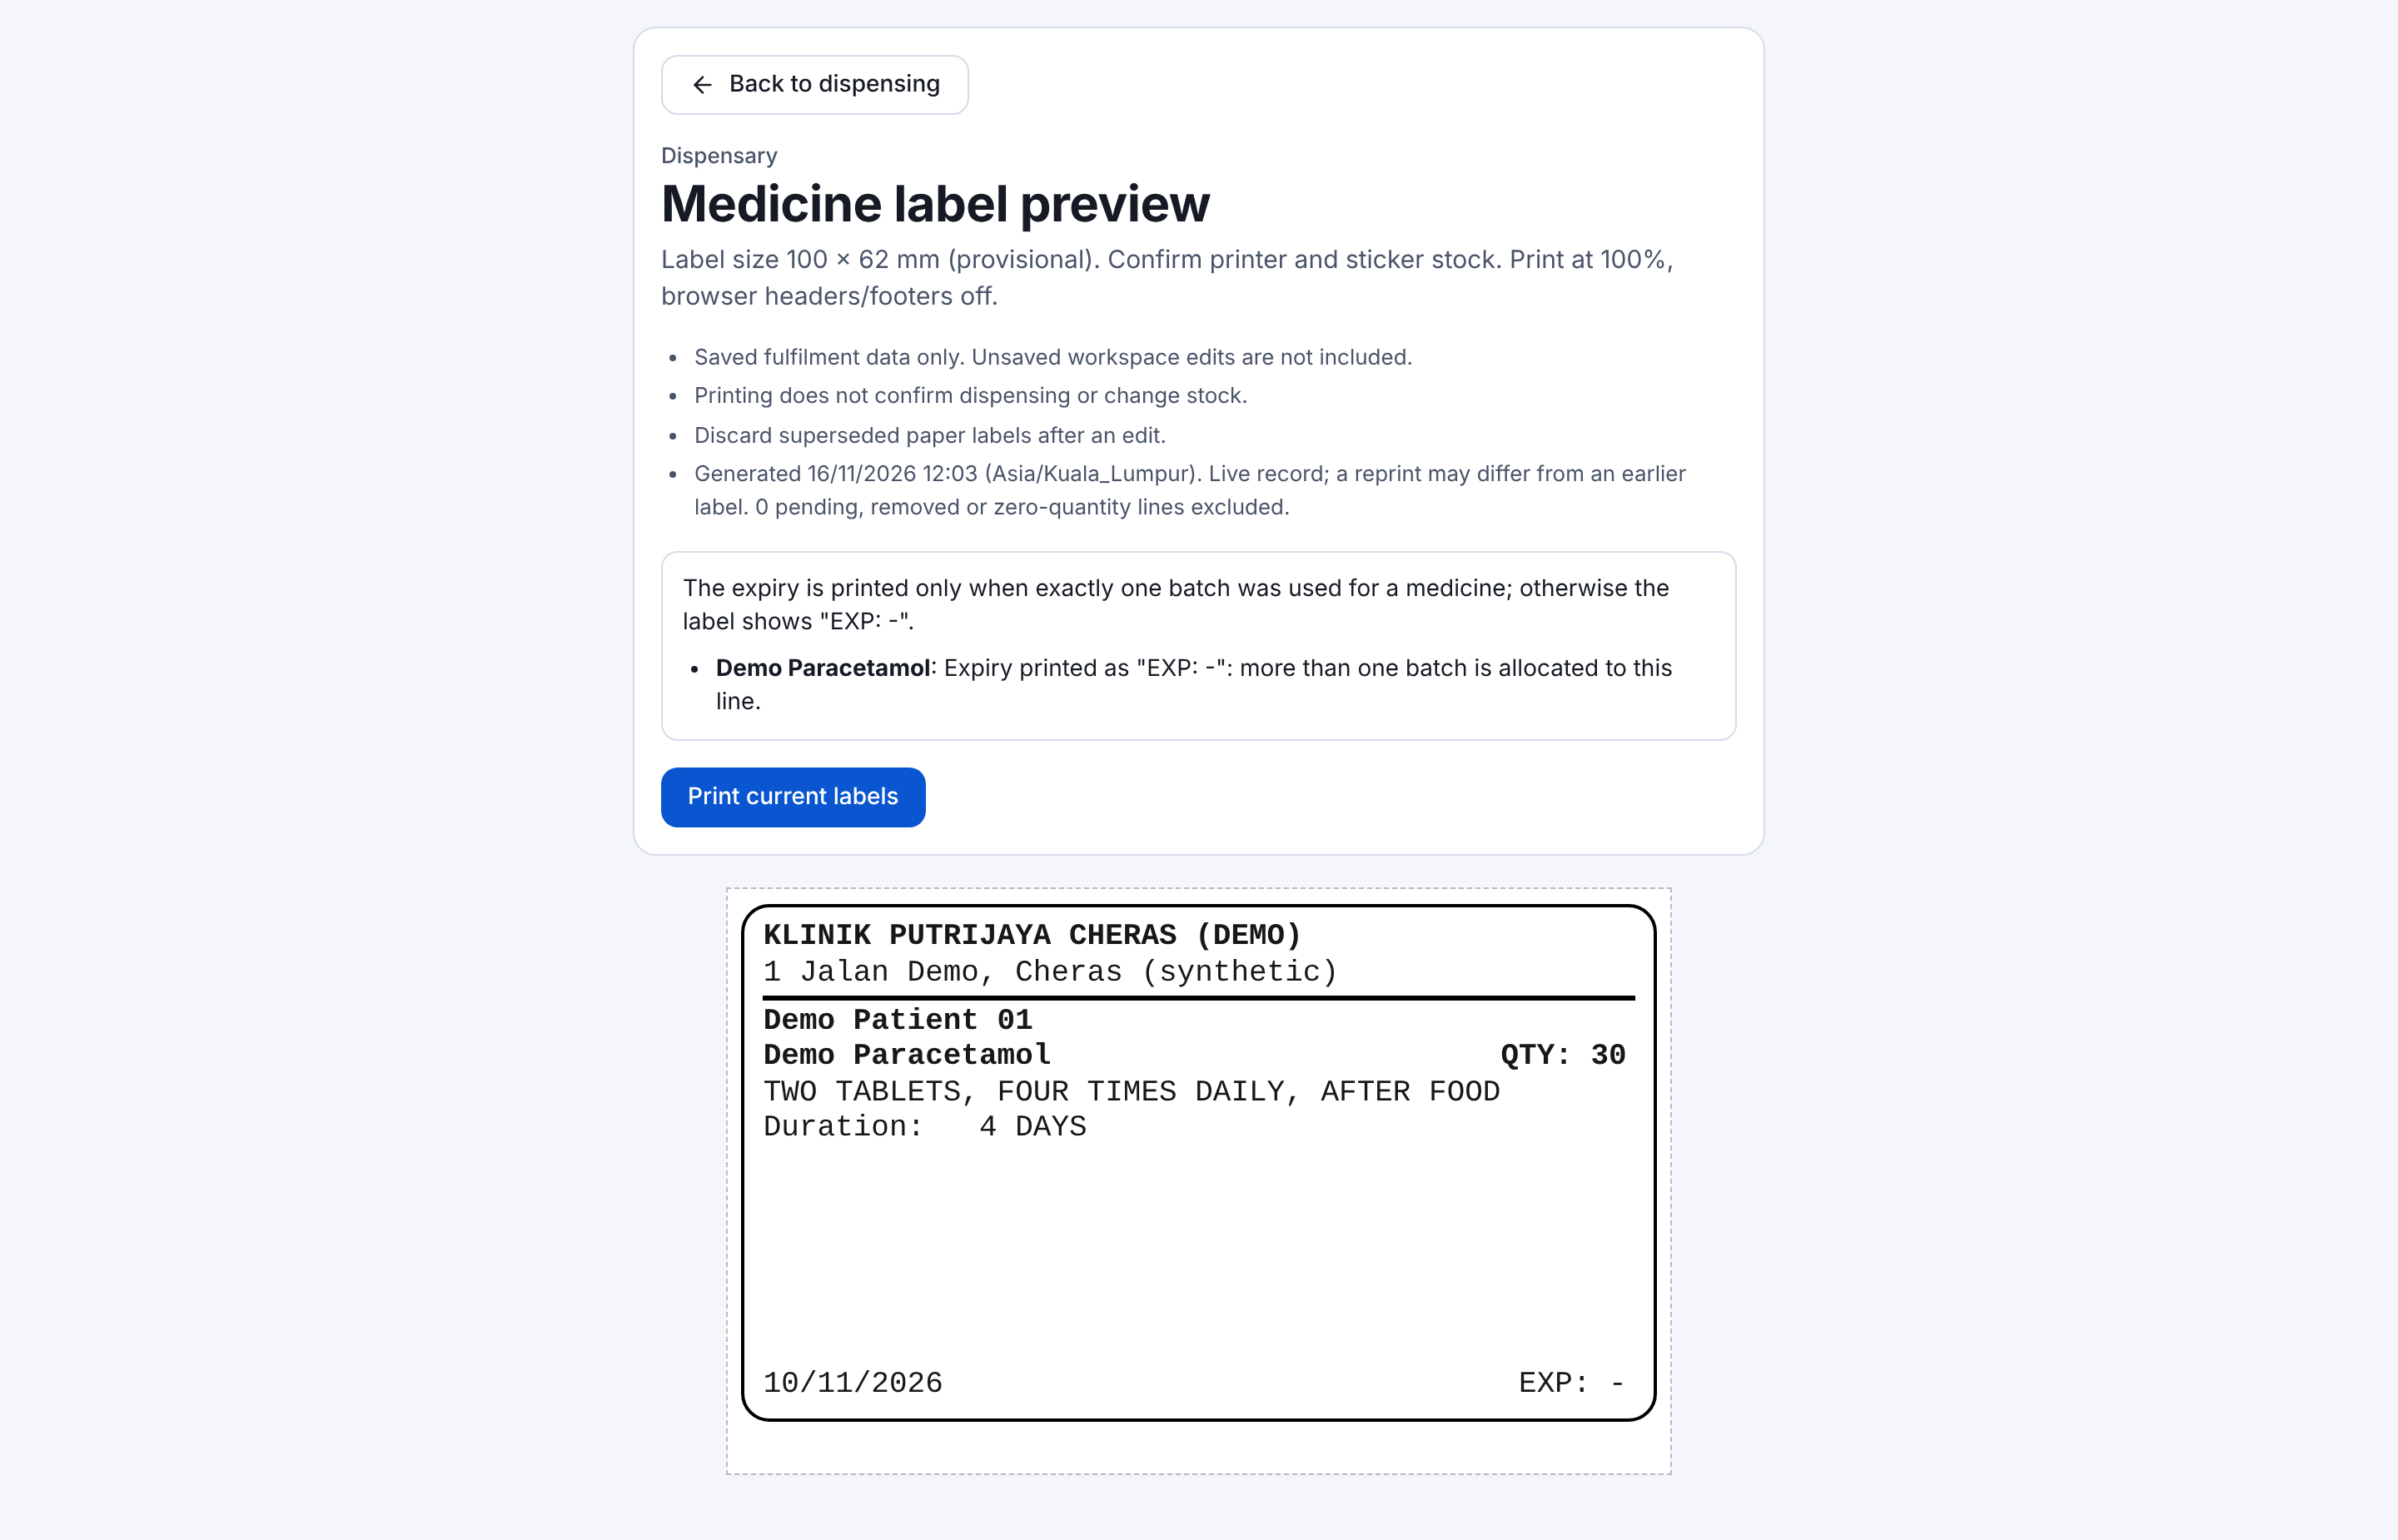 Back to dispensing
Dispensary
Medicine label preview
Label size 100 × 62 mm (provisional). Confirm printer and sticker stock. Print at 100%,
browser headers/footers off.
• Saved fulfilment data only. Unsaved workspace edits are not included.
• Printing does not confirm dispensing or change stock.
• Discard superseded paper labels after an edit.
• Generated 16/11/2026 12:03 (Asia/Kuala_Lumpur). Live record; a reprint may differ from an earlier
label. 0 pending, removed or zero-quantity lines excluded.
The expiry is printed only when exactly one batch was used for a medicine; otherwise the
label shows "EXP: -".
• Demo Paracetamol: Expiry printed as "EXP: -": more than one batch is allocated to this
line.
Print current labels
KLINIK PUTRIJAYA CHERAS (DEMO)
1 Jalan Demo, Cheras (synthetic)
Demo Patient 01
Demo Paracetamol QTY: 30
TWO TABLETS, FOUR TIMES DAILY, AFTER FOOD
Duration: 4 DAYS
10/11/2026 EXP: -